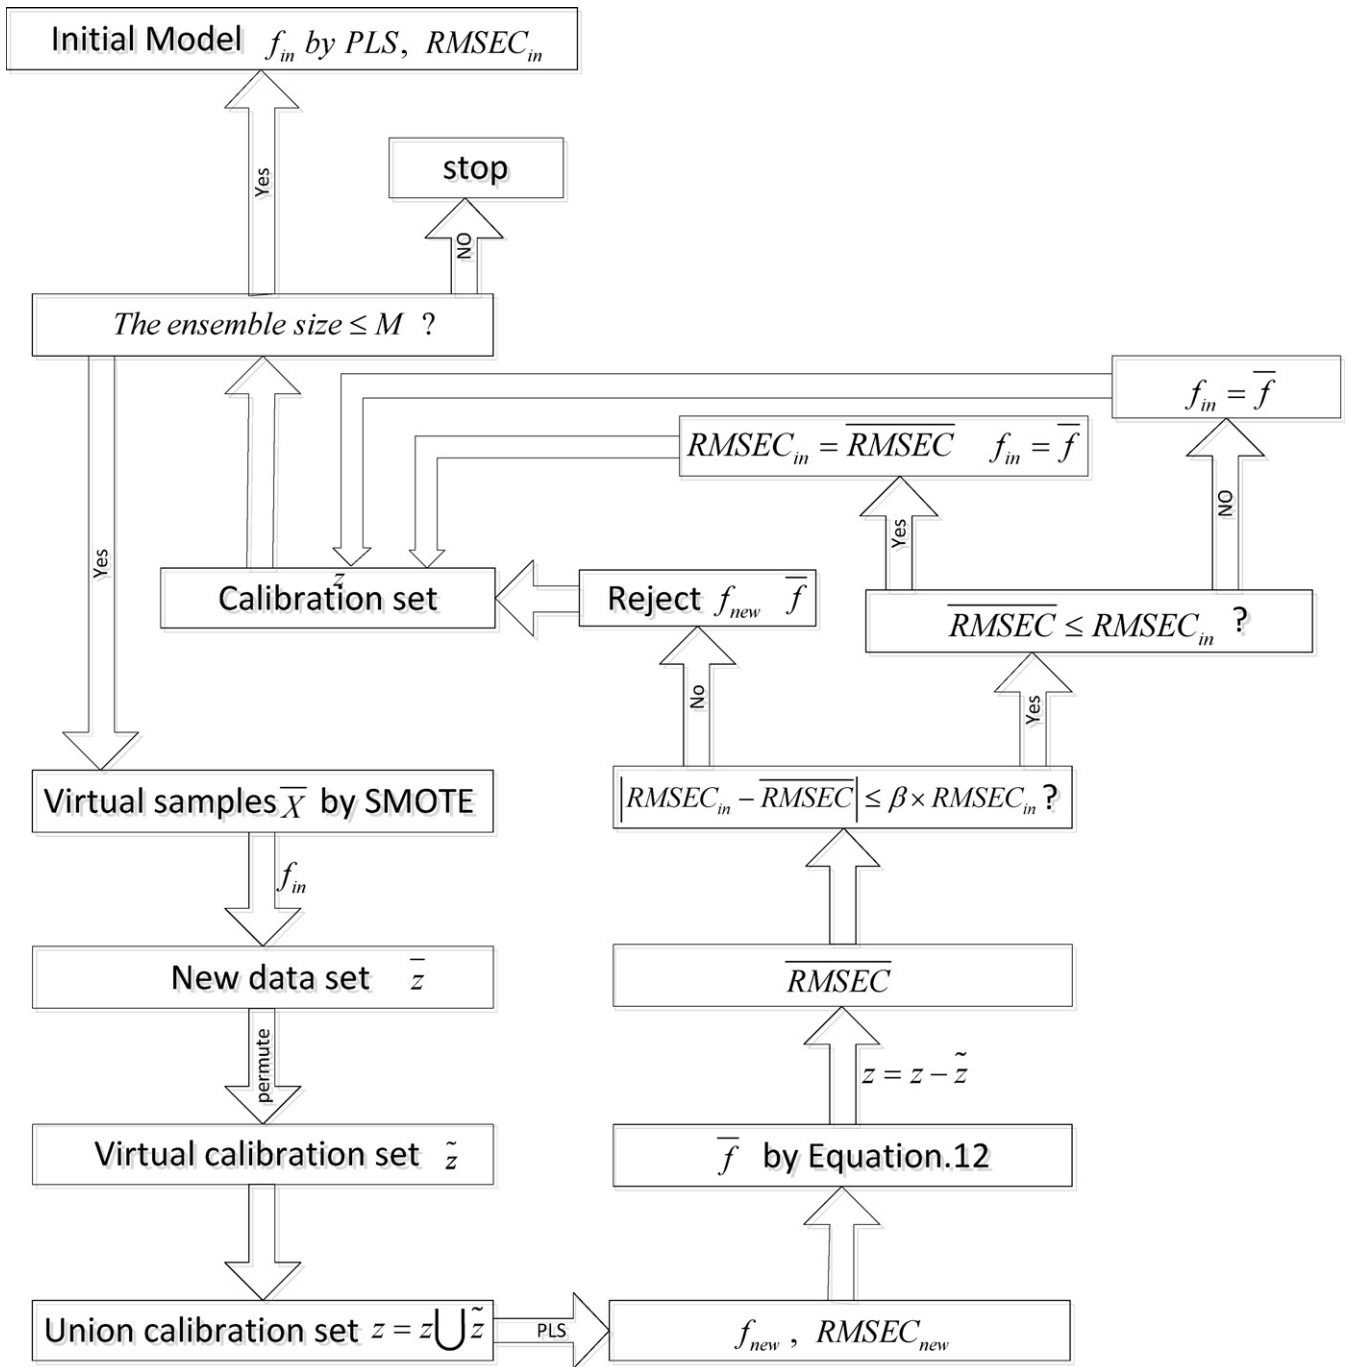 Initial Model f_in by PLS, RMSEC_in
Yes
stop
NO
The ensemble size ≤ M ?
f_in = f̅
RMSEC_in = R̅M̅S̅E̅C̅ f_in = f̅
NO
Yes
Yes
z
Calibration set
Reject f_new f̅
R̅M̅S̅E̅C̅ ≤ RMSEC_in ?
No
Yes
|RMSEC_in − R̅M̅S̅E̅C̅| ≤ β × RMSEC_in ?
Virtual samples X̅ by SMOTE
f_in
New data set z̅
R̅M̅S̅E̅C̅
permute
z = z − z̃
Virtual calibration set z̃
f̅ by Equation.12
Union calibration set z = z⋃z̃
PLS
f_new , RMSEC_new